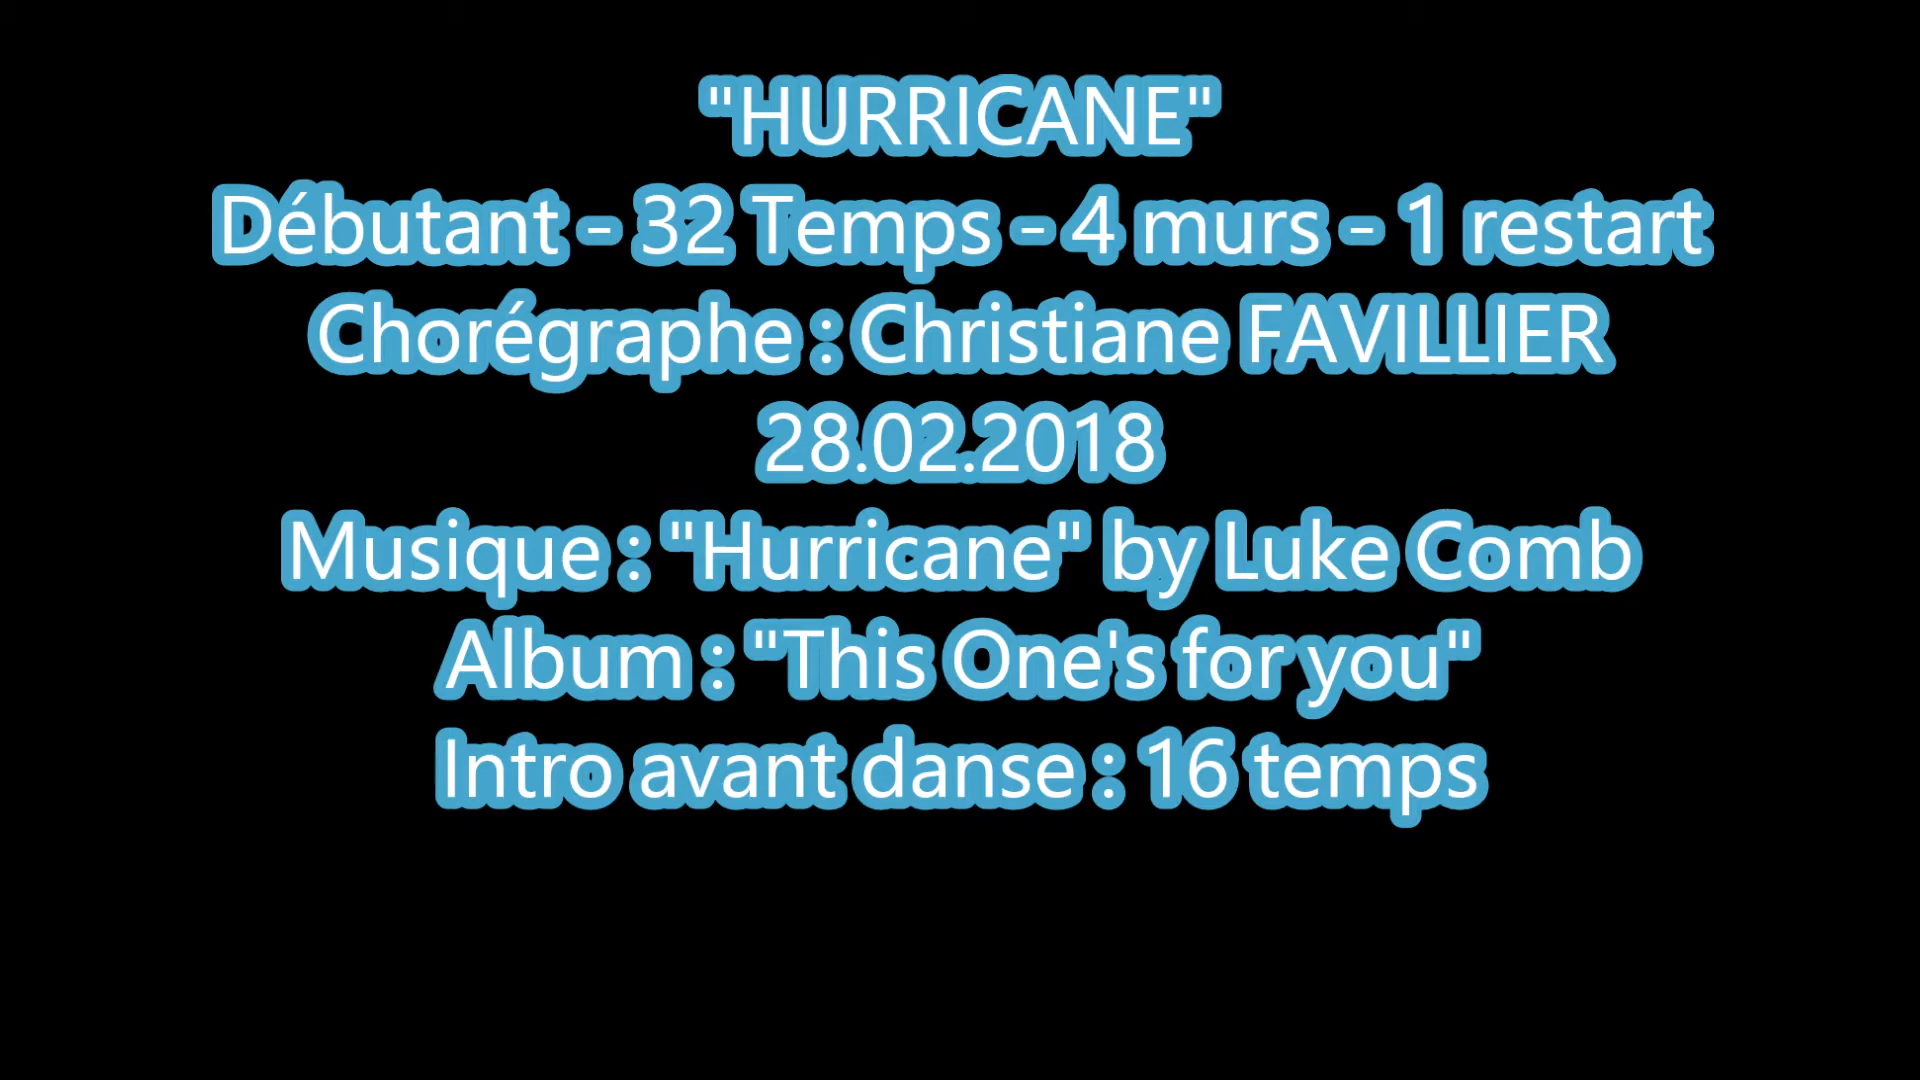 "HURRICANE"
Débutant - 32 Temps - 4 murs - 1 restart
Chorégraphe : Christiane FAVILLIER
28.02.2018
Musique : "Hurricane" by Luke Comb
Album : "This One's for you"
Intro avant danse : 16 temps